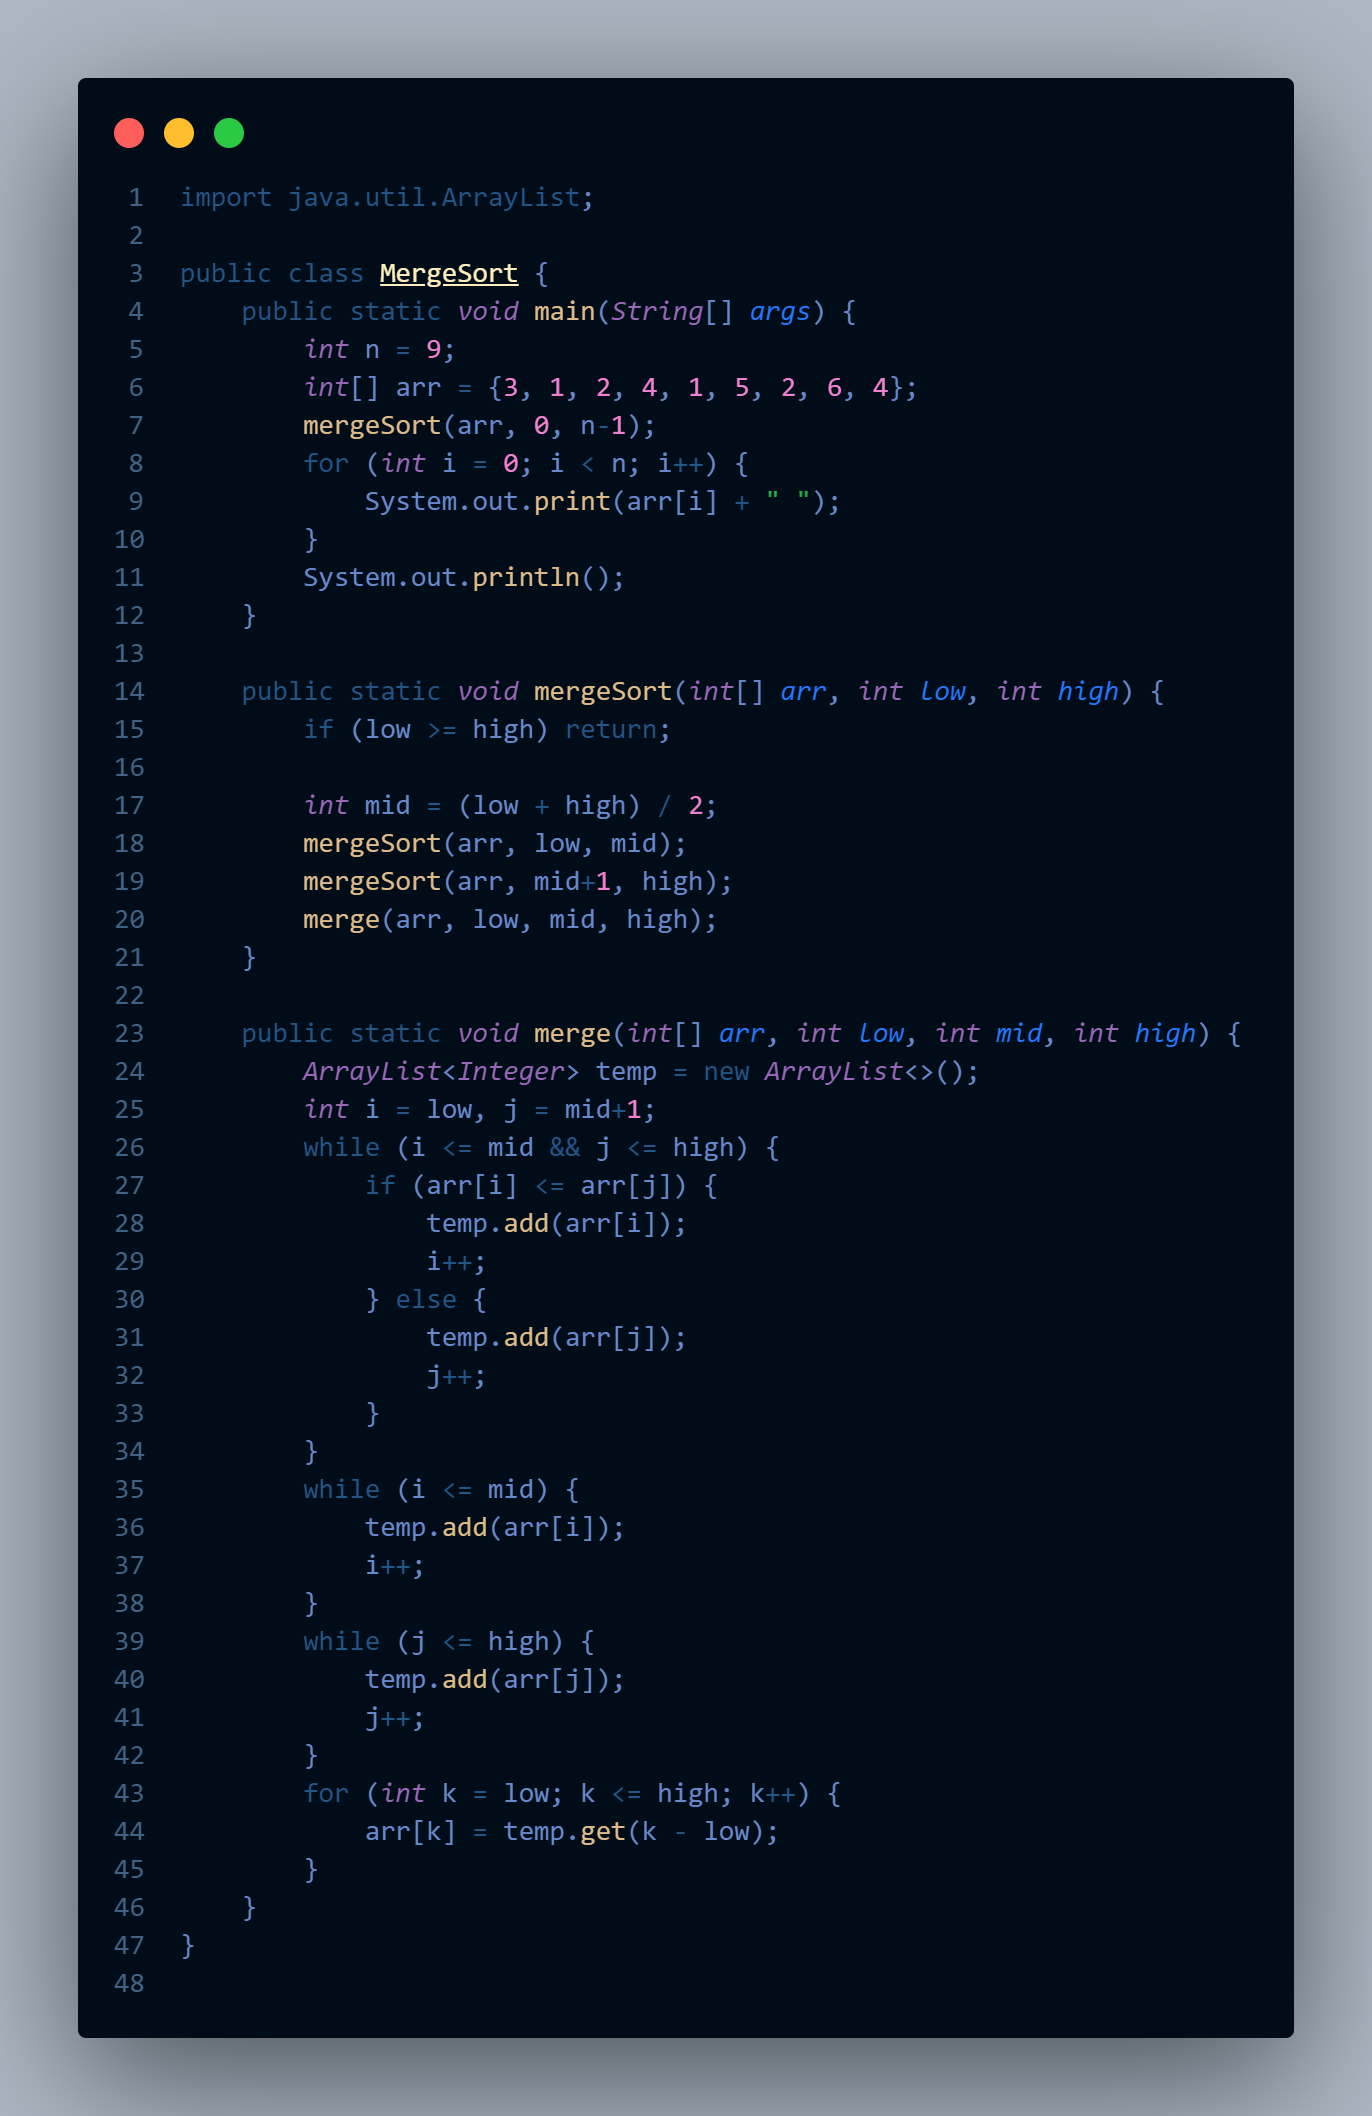 1 import java.util.ArrayList;
2
3 public class MergeSort {
4     public static void main(String[] args) {
5         int n = 9;
6         int[] arr = {3, 1, 2, 4, 1, 5, 2, 6, 4};
7         mergeSort(arr, 0, n-1);
8         for (int i = 0; i < n; i++) {
9             System.out.print(arr[i] + " ");
10         }
11         System.out.println();
12     }
13
14     public static void mergeSort(int[] arr, int low, int high) {
15         if (low >= high) return;
16
17         int mid = (low + high) / 2;
18         mergeSort(arr, low, mid);
19         mergeSort(arr, mid+1, high);
20         merge(arr, low, mid, high);
21     }
22
23     public static void merge(int[] arr, int low, int mid, int high) {
24         ArrayList<Integer> temp = new ArrayList<>();
25         int i = low, j = mid+1;
26         while (i <= mid && j <= high) {
27             if (arr[i] <= arr[j]) {
28                 temp.add(arr[i]);
29                 i++;
30             } else {
31                 temp.add(arr[j]);
32                 j++;
33             }
34         }
35         while (i <= mid) {
36             temp.add(arr[i]);
37             i++;
38         }
39         while (j <= high) {
40             temp.add(arr[j]);
41             j++;
42         }
43         for (int k = low; k <= high; k++) {
44             arr[k] = temp.get(k - low);
45         }
46     }
47 }
48